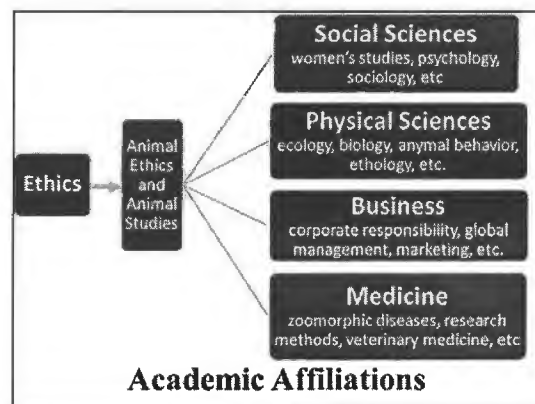 Social Sciences
women's studies, psychology,
sociology, etc
Physical Sciences
ecology, biology, anymal behavior,
ethology, etc.
Ethics
Animal
Ethics
and
Animal
Studies
Business
corporate responsibility, global
management, marketing, etc.
Medicine
zoomorphic diseases, research
methods, veterinary medicine, etc
Academic Affiliations